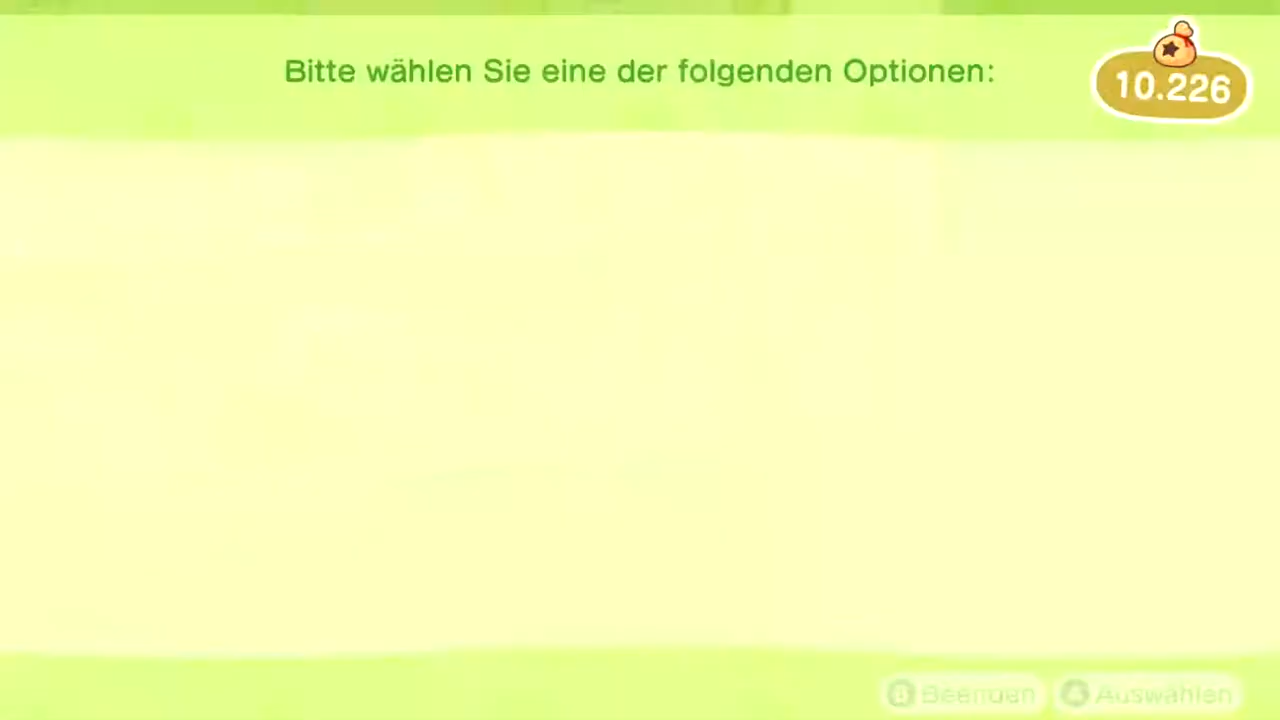 Bitte wählen Sie eine der folgenden Optionen:
10.226
B Beenden A Auswählen